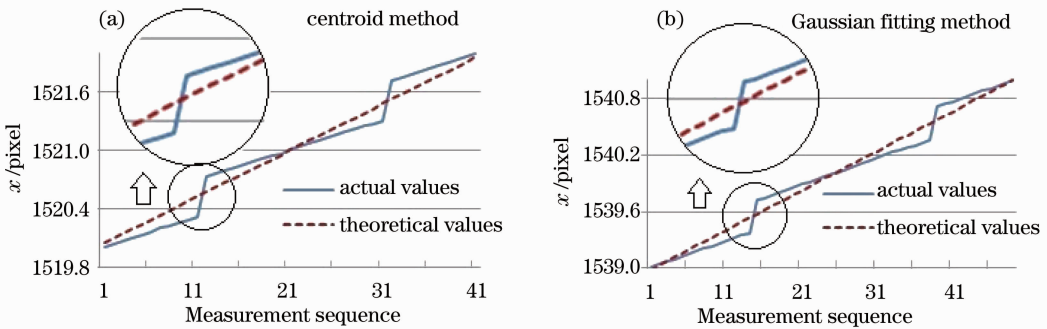 (a) centroid method
x/pixel
1521.6
1521.0
1520.4
1519.8
actual values
theoretical values
1 11 21 31 41
Measurement sequence
(b) Gaussian fitting method
x/pixel
1540.8
1540.2
1539.6
1539.0
actual values
theoretical values
1 11 21 31 41
Measurement sequence